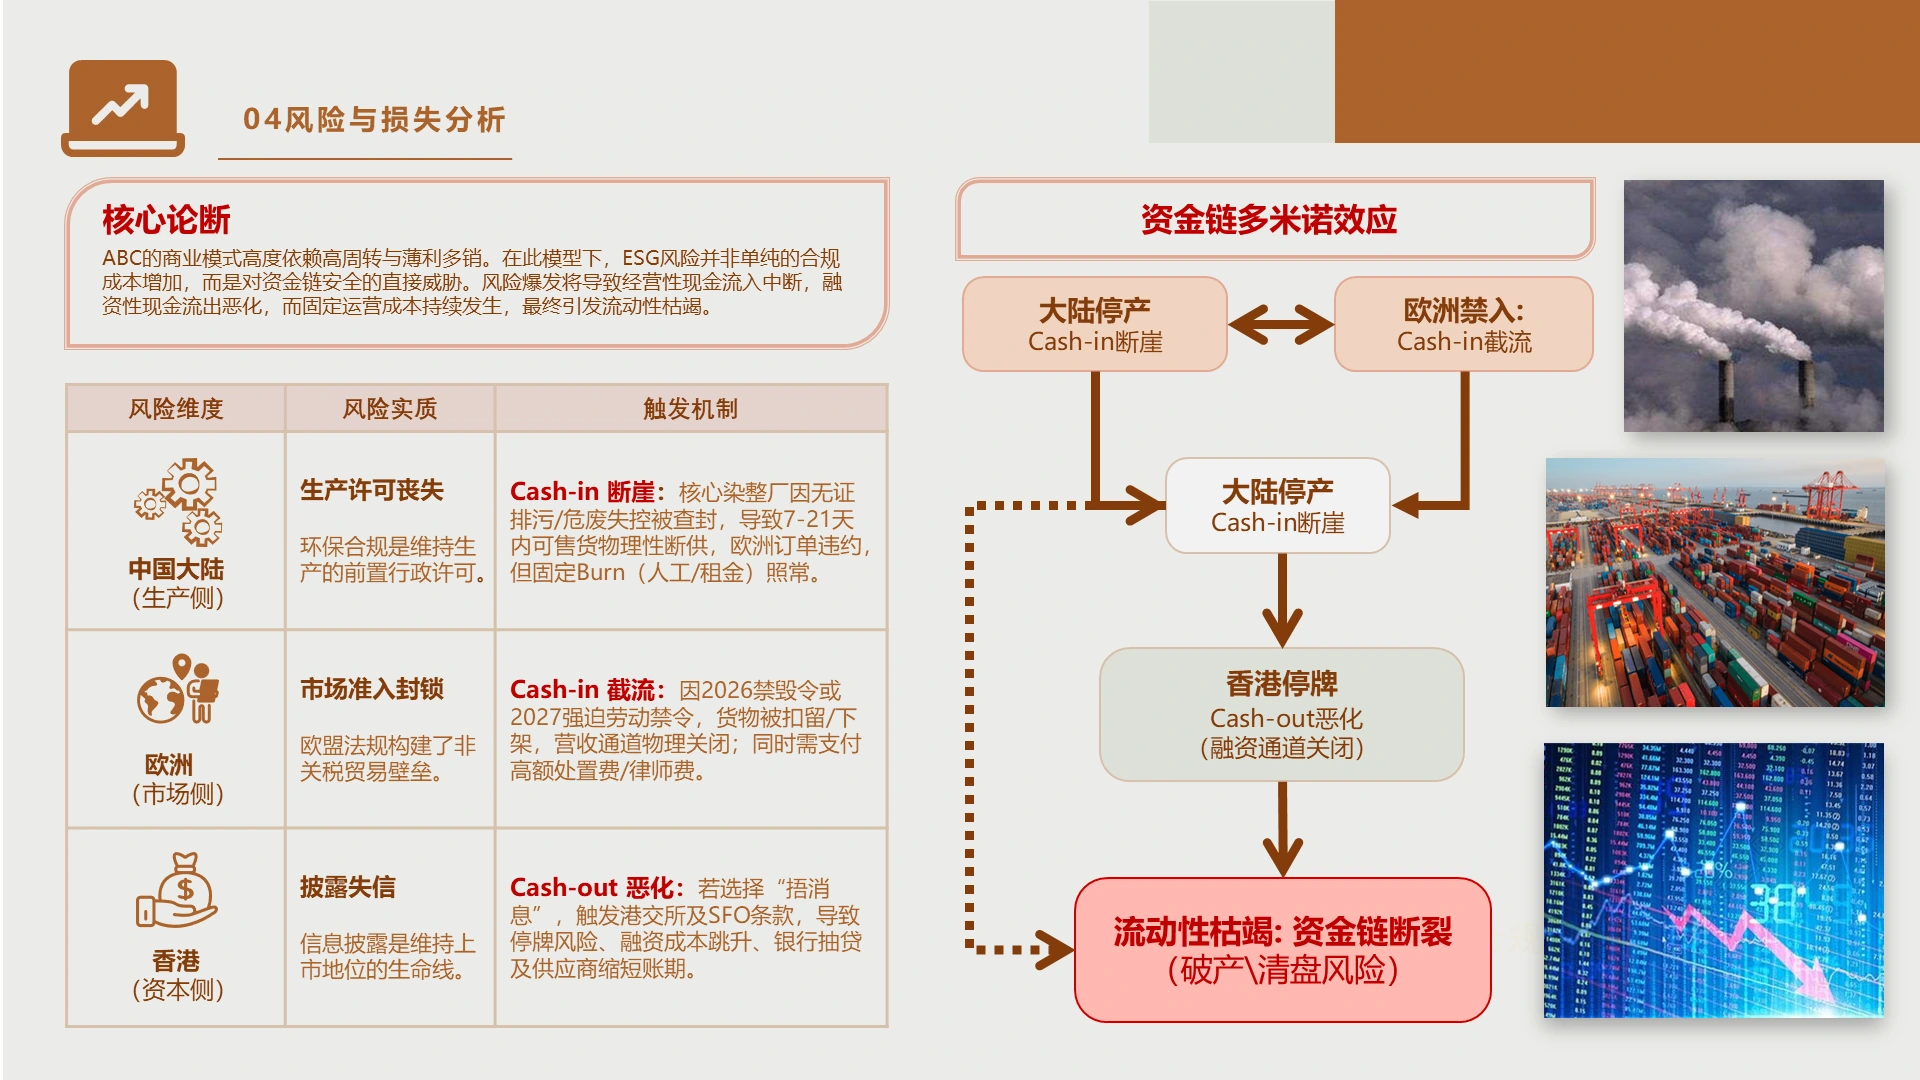 04风险与损失分析
核心论断
ABC的商业模式高度依赖高周转与薄利多销。在此模型下，ESG风险并非单纯的合规
成本增加，而是对资金链安全的直接威胁。风险爆发将导致经营性现金流入中断，融
资性现金流出恶化，而固定运营成本持续发生，最终引发流动性枯竭。
风险维度
风险实质
触发机制
中国大陆
（生产侧）
生产许可丧失
环保合规是维持生
产的前置行政许可。
Cash-in 断崖：核心染整厂因无证
排污/危废失控被查封，导致7-21天
内可售货物理性断供，欧洲订单违约，
但固定Burn（人工/租金）照常。
欧洲
（市场侧）
市场准入封锁
欧盟法规构建了非
关税贸易壁垒。
Cash-in 截流：因2026禁毁令或
2027强迫劳动禁令，货物被扣留/下
架，营收通道物理关闭；同时需支付
高额处置费/律师费。
香港
（资本侧）
披露失信
信息披露是维持上
市地位的生命线。
Cash-out 恶化：若选择“捂消
息”，触发港交所及SFO条款，导致
停牌风险、融资成本跳升、银行抽贷
及供应商缩短账期。
资金链多米诺效应
大陆停产
Cash-in断崖
欧洲禁入:
Cash-in截流
大陆停产
Cash-in断崖
香港停牌
Cash-out恶化
（融资通道关闭）
流动性枯竭: 资金链断裂
（破产\清盘风险）